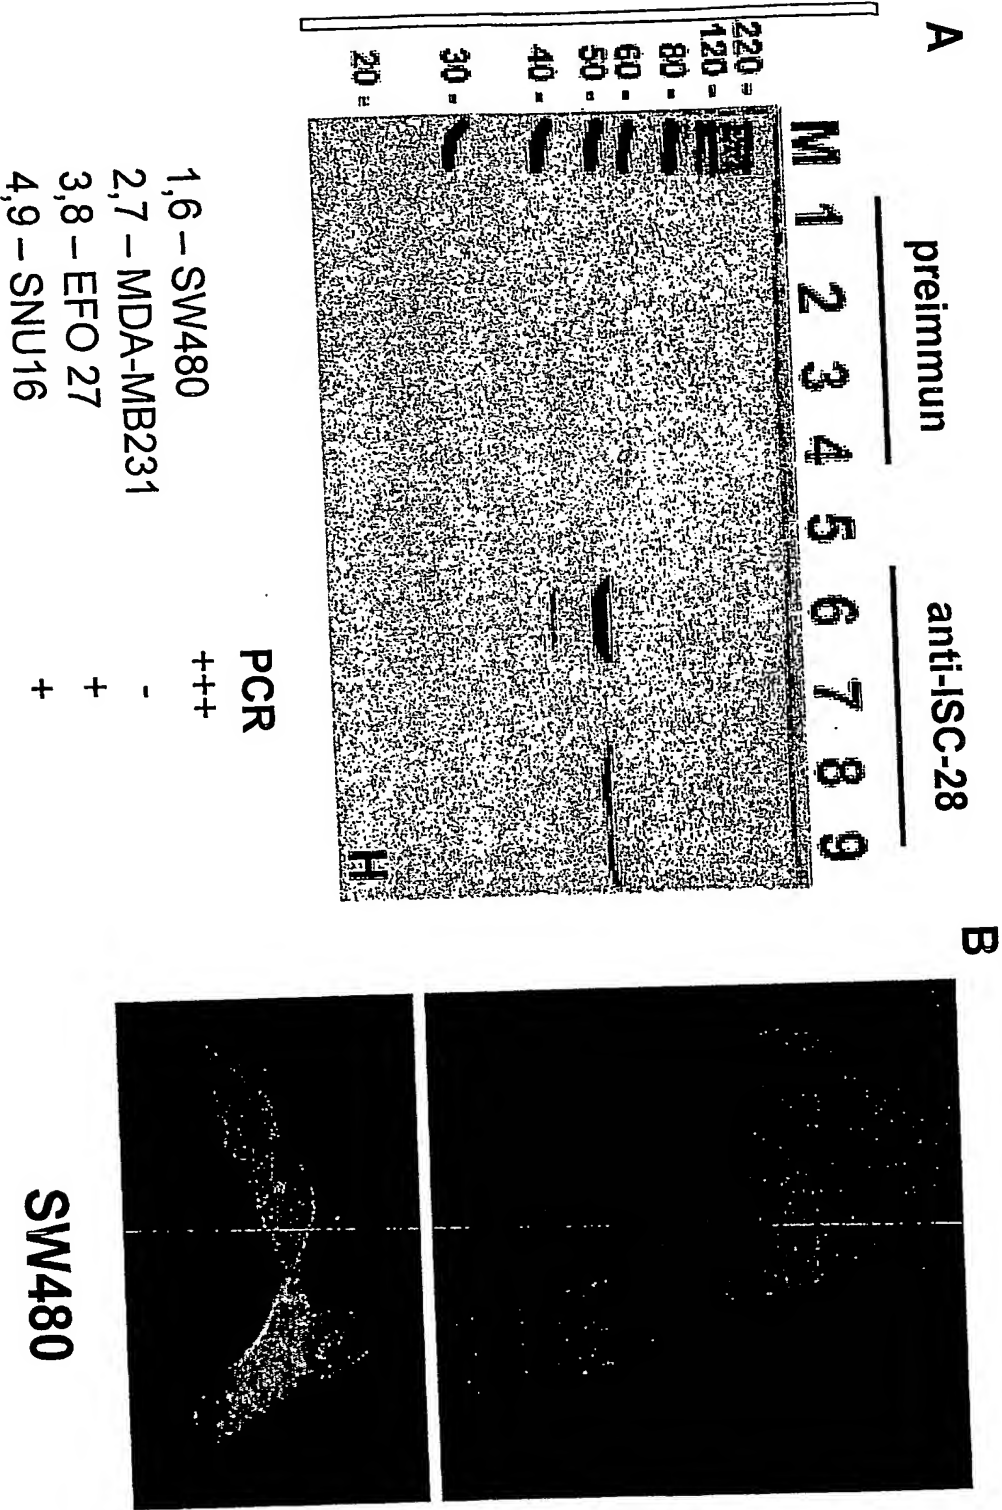 A
preimmun
anti-ISC-28
M 1 2 3 4 5 6 7 8 9
220
120
80
60
50
40
30
20
H
PCR
1,6 – SW480 +++
2,7 – MDA-MB231 -
3,8 – EFO 27 +
4,9 – SNU16 +
B
SW480